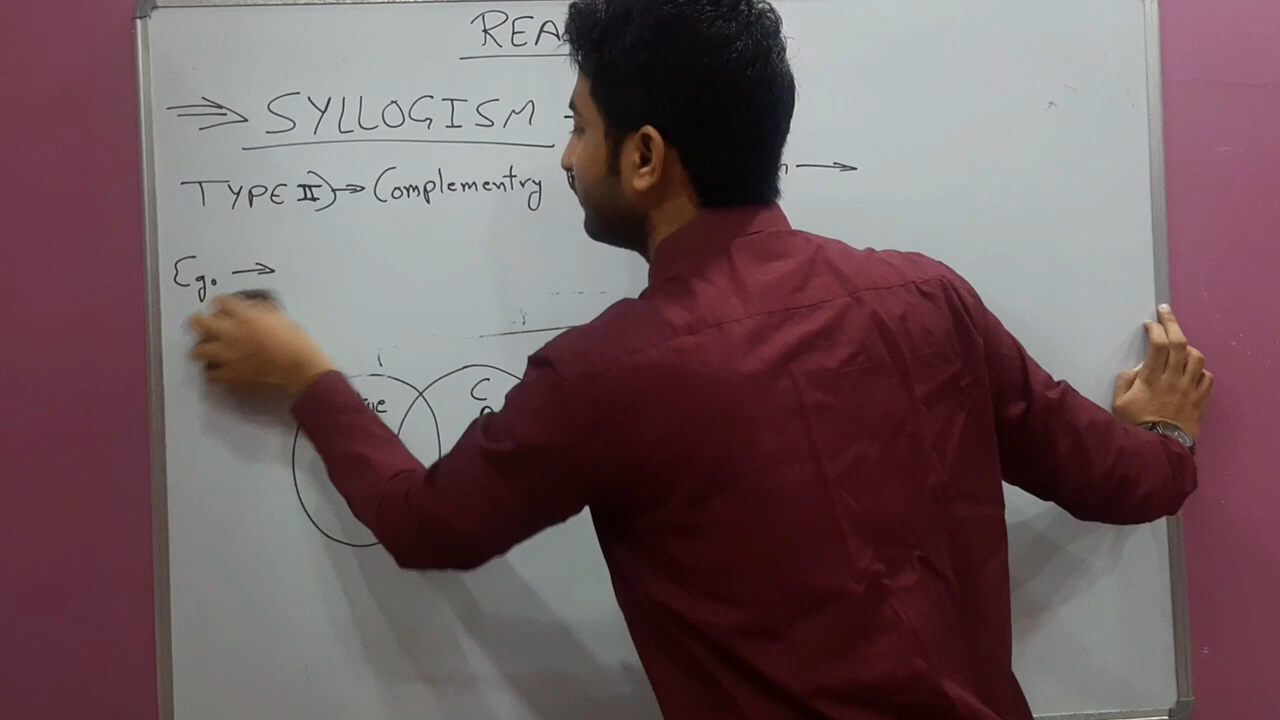 REA
⇒ SYLLOGISM -
TYPE II) → Complementry
n →
Eg. →
C